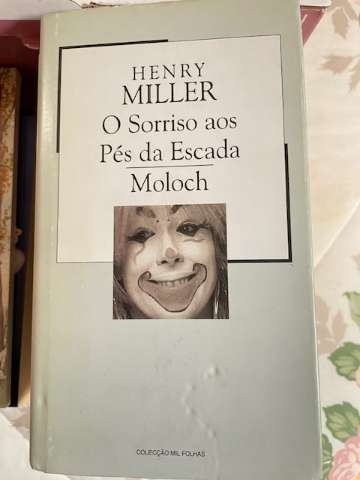 HENRY
MILLER
O Sorriso aos
Pés da Escada
Moloch
COLECÇÃO MIL FOLHAS